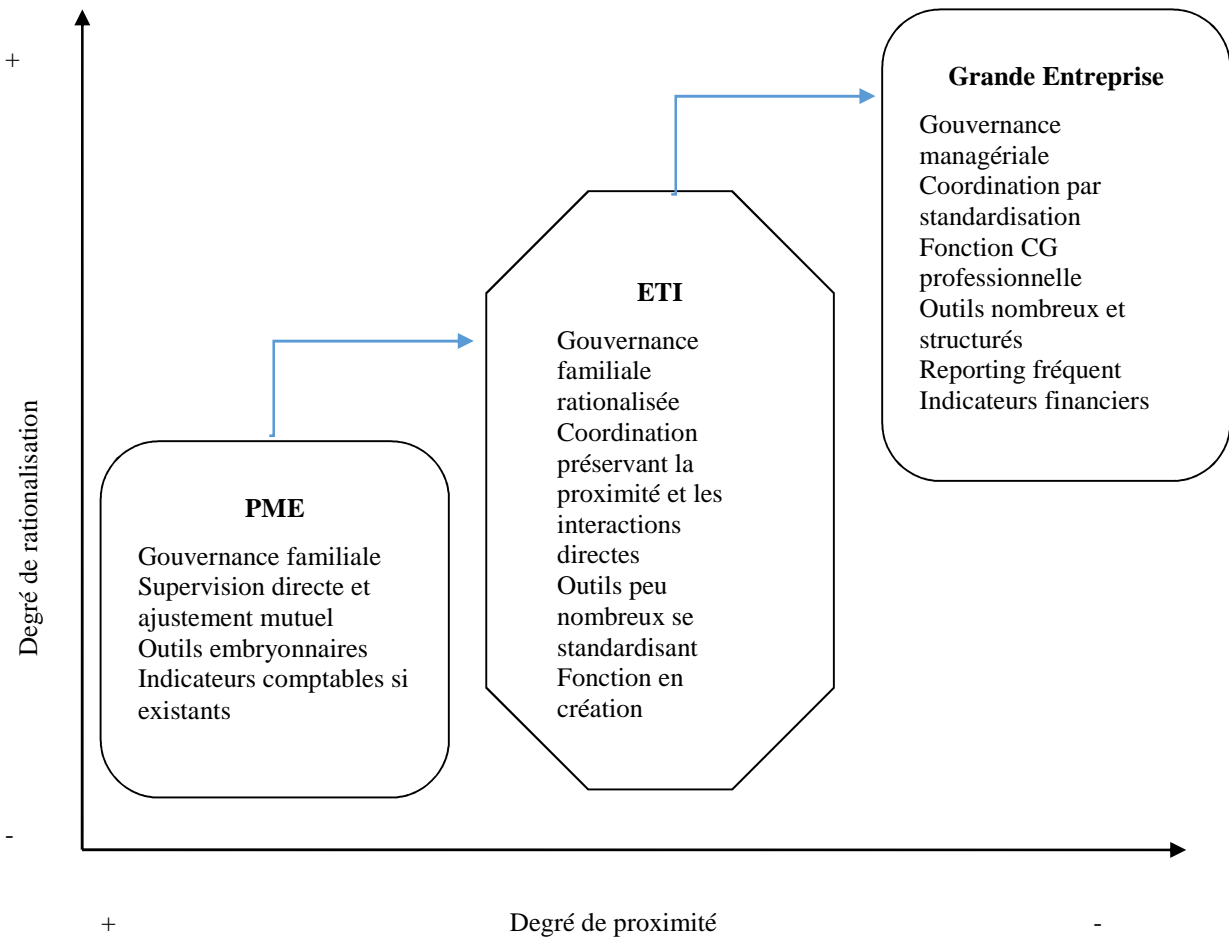 +
Degré de rationalisation
-
PME
Gouvernance familiale
Supervision directe et
ajustement mutuel
Outils embryonnaires
Indicateurs comptables si
existants
ETI
Gouvernance
familiale
rationalisée
Coordination
préservant la
proximité et les
interactions
directes
Outils peu
nombreux se
standardisant
Fonction en
création
Grande Entreprise
Gouvernance
managériale
Coordination par
standardisation
Fonction CG
professionnelle
Outils nombreux et
structurés
Reporting fréquent
Indicateurs financiers
+
Degré de proximité
-